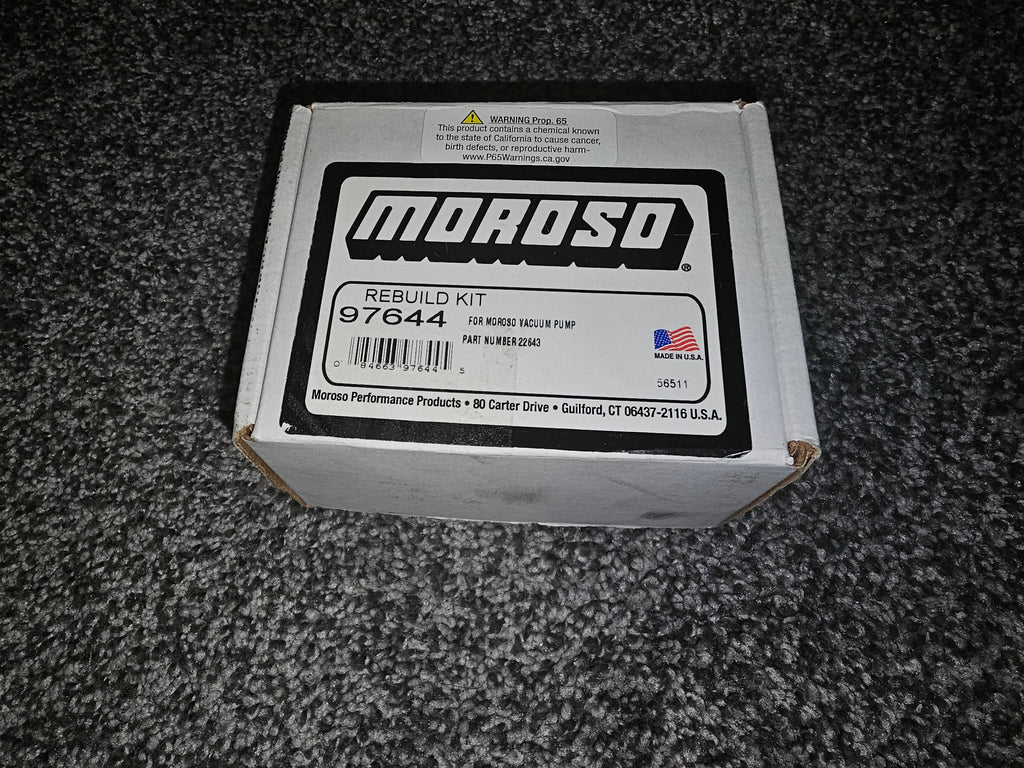 WARNING Prop. 65
This product contains a chemical known
to the state of California to cause cancer,
birth defects, or reproductive harm-
www.P65Warnings.ca.gov
MOROSO®
REBUILD KIT
97644 FOR MOROSO VACUUM PUMP
PART NUMBER 22643
MADE IN U.S.A.
0 84663 97644 5
56511
Moroso Performance Products • 80 Carter Drive • Guilford, CT 06437-2116 U.S.A.